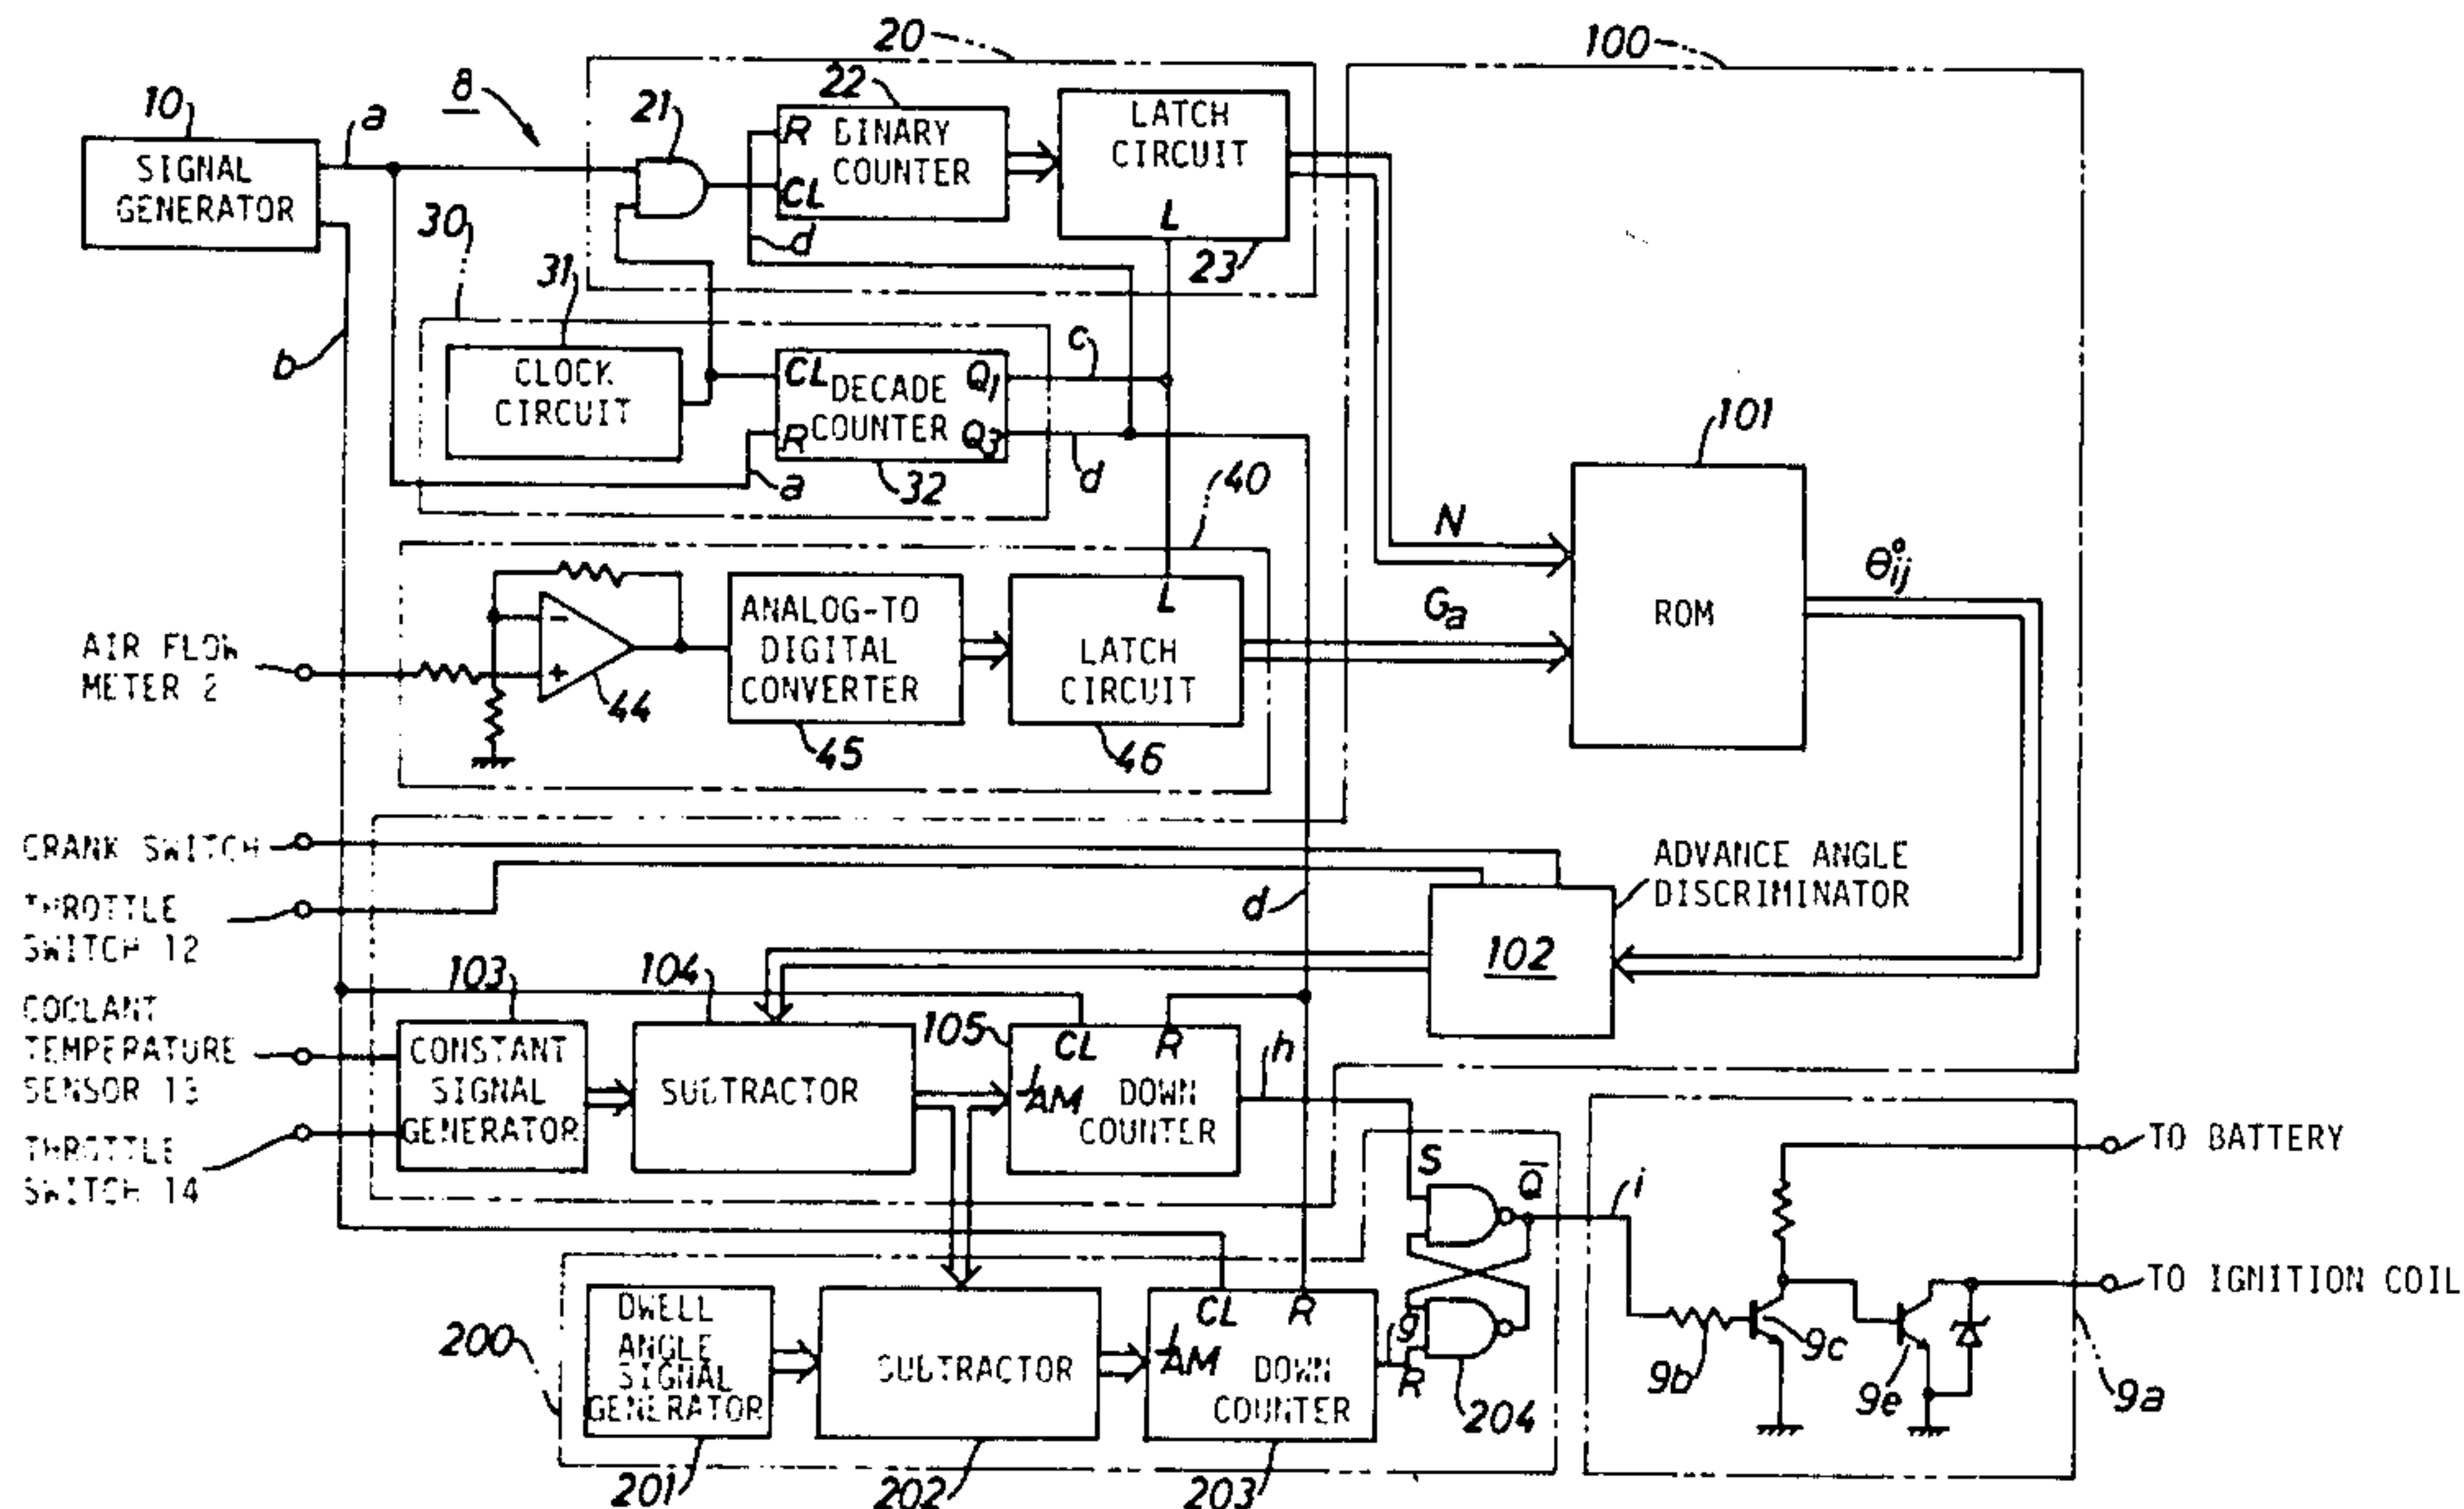 20
100
8
10
a
21
22
SIGNAL
GENERATOR
R
BINARY
COUNTER
CL
d
LATCH
CIRCUIT
L
23
30
31
b
CLOCK
CIRCUIT
CL
DECADE
COUNTER
R
Q1
Q3
c
d
a
32
40
101
N
Ga
ROM
θ°ij
AIR FLOW
METER 2
-
+
44
ANALOG-TO
DIGITAL
CONVERTER
45
L
LATCH
CIRCUIT
46
CRANK SWITCH
THROTTLE
SWITCH 12
ADVANCE ANGLE
DISCRIMINATOR
102
d
COOLANT
TEMPERATURE
SENSOR 13
THROTTLE
SWITCH 14
103
CONSTANT
SIGNAL
GENERATOR
104
SUBTRACTOR
105
CL
R
JAM
DOWN
COUNTER
h
S
Q̅
i
TO BATTERY
TO IGNITION COIL
200
DWELL
ANGLE
SIGNAL
GENERATOR
201
SUBTRACTOR
202
CL
R
JAM
DOWN
COUNTER
203
g
R
204
9b
9c
9e
9a